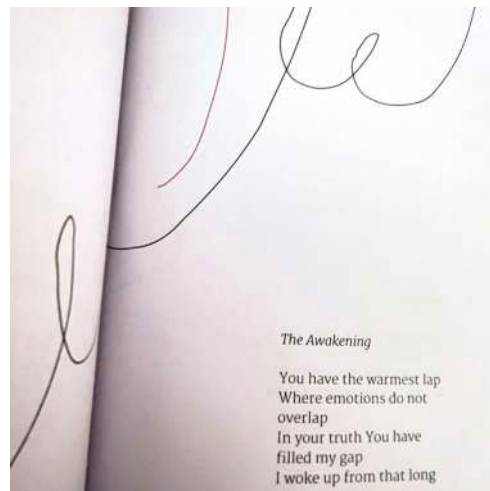 The Awakening
You have the warmest lap
Where emotions do not
overlap
In your truth You have
filled my gap
I woke up from that long